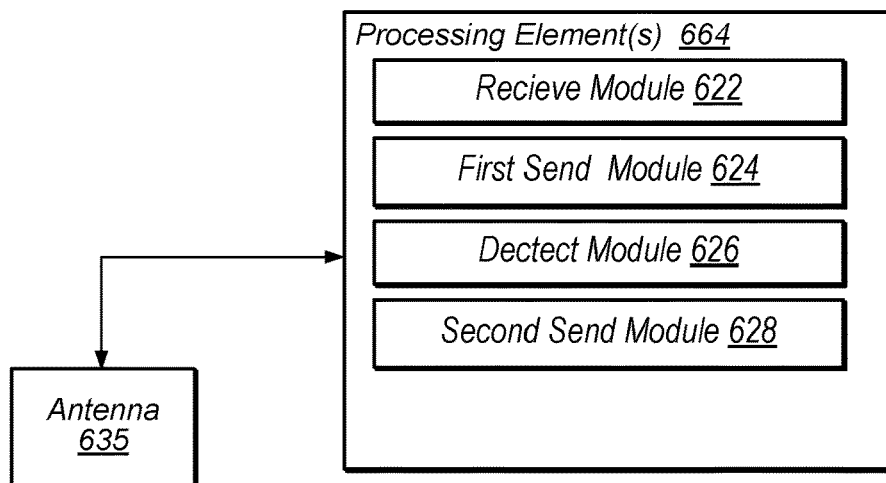 Processing Element(s) 664
Recieve Module 622
First Send Module 624
Dectect Module 626
Second Send Module 628
Antenna
635